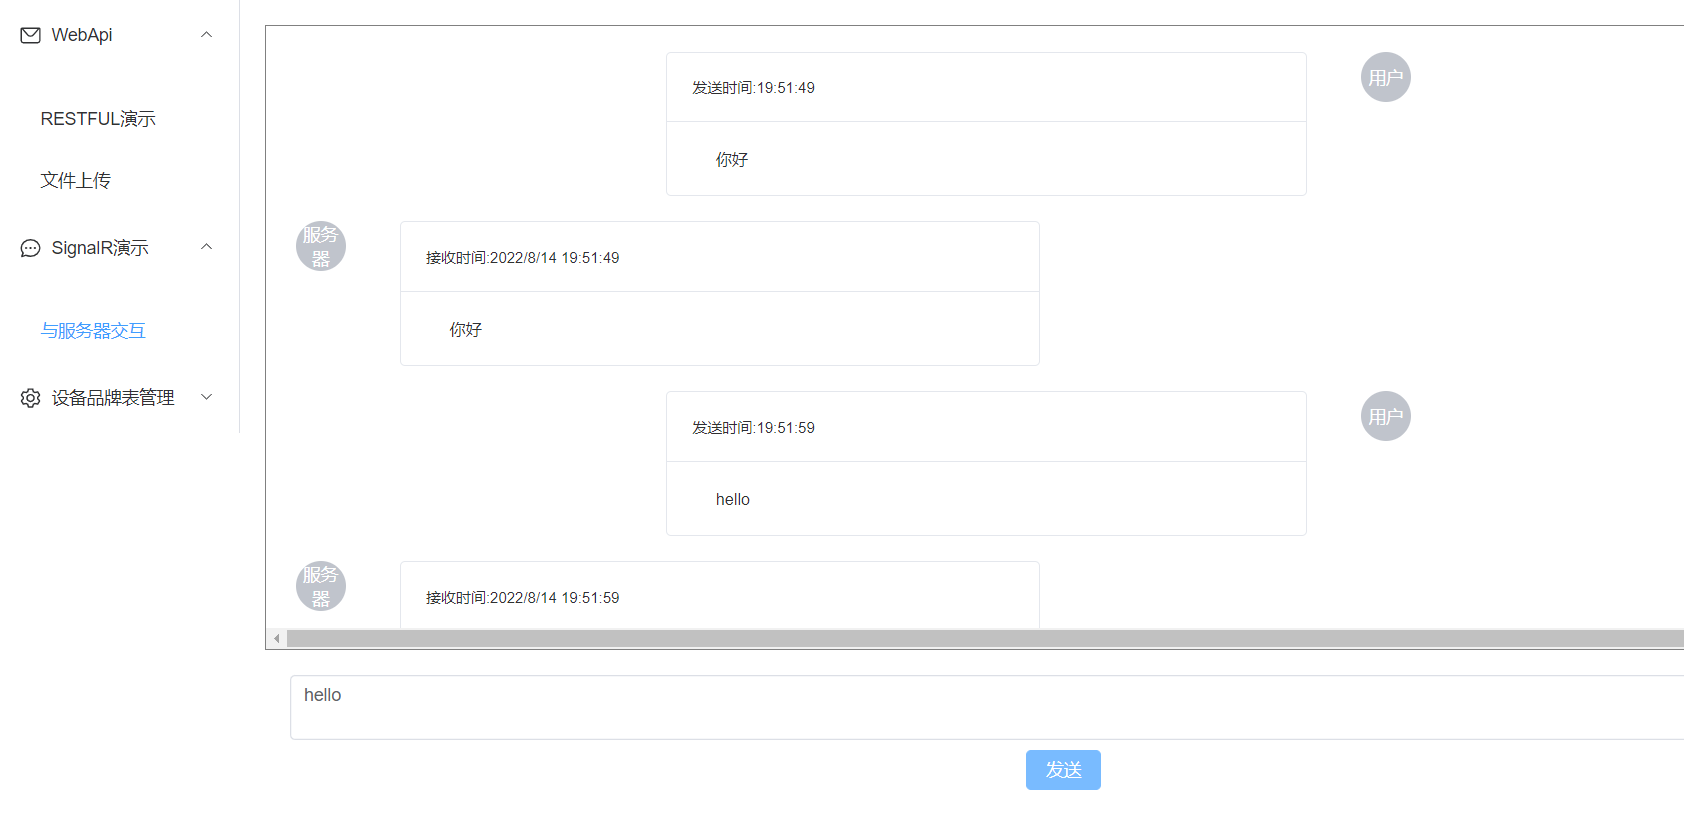 WebApi
RESTFUL演示
文件上传
SignalR演示
与服务器交互
设备品牌表管理
发送时间:19:51:49
用户
你好
服务
器
接收时间:2022/8/14 19:51:49
你好
发送时间:19:51:59
用户
hello
服务
器
接收时间:2022/8/14 19:51:59
hello
发送